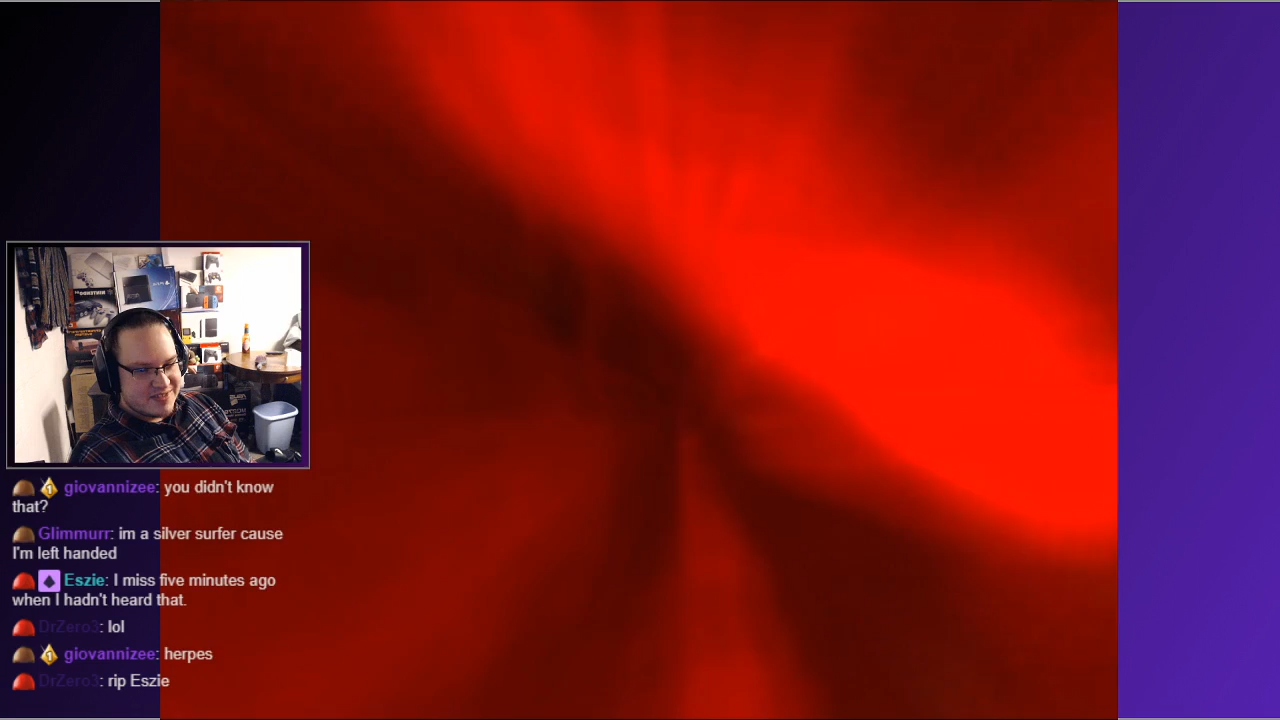 giovannizee: you didn't know
that?
Glimmurr: im a silver surfer cause
I'm left handed
Eszie: I miss five minutes ago
when I hadn't heard that.
DrZero3: lol
giovannizee: herpes
DrZero3: rip Eszie